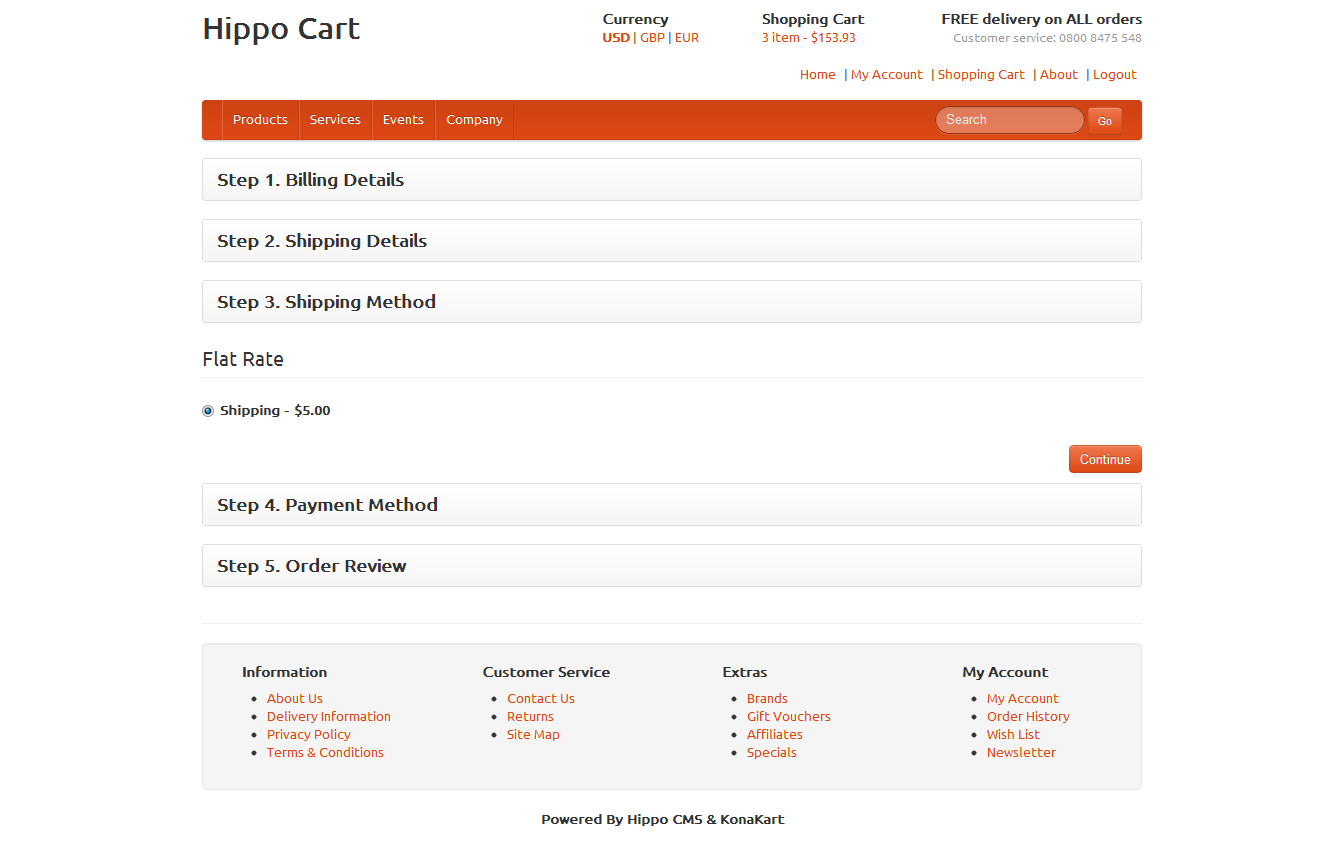 Hippo Cart
Currency
USD | GBP | EUR
Shopping Cart
3 item - $153.93
FREE delivery on ALL orders
Customer service: 0800 8475 548
Home | My Account | Shopping Cart | About | Logout
Products Services Events Company Search Go
Step 1. Billing Details
Step 2. Shipping Details
Step 3. Shipping Method
Flat Rate
Shipping - $5.00
Continue
Step 4. Payment Method
Step 5. Order Review
Information
About Us
Delivery Information
Privacy Policy
Terms & Conditions
Customer Service
Contact Us
Returns
Site Map
Extras
Brands
Gift Vouchers
Affiliates
Specials
My Account
My Account
Order History
Wish List
Newsletter
Powered By Hippo CMS & KonaKart